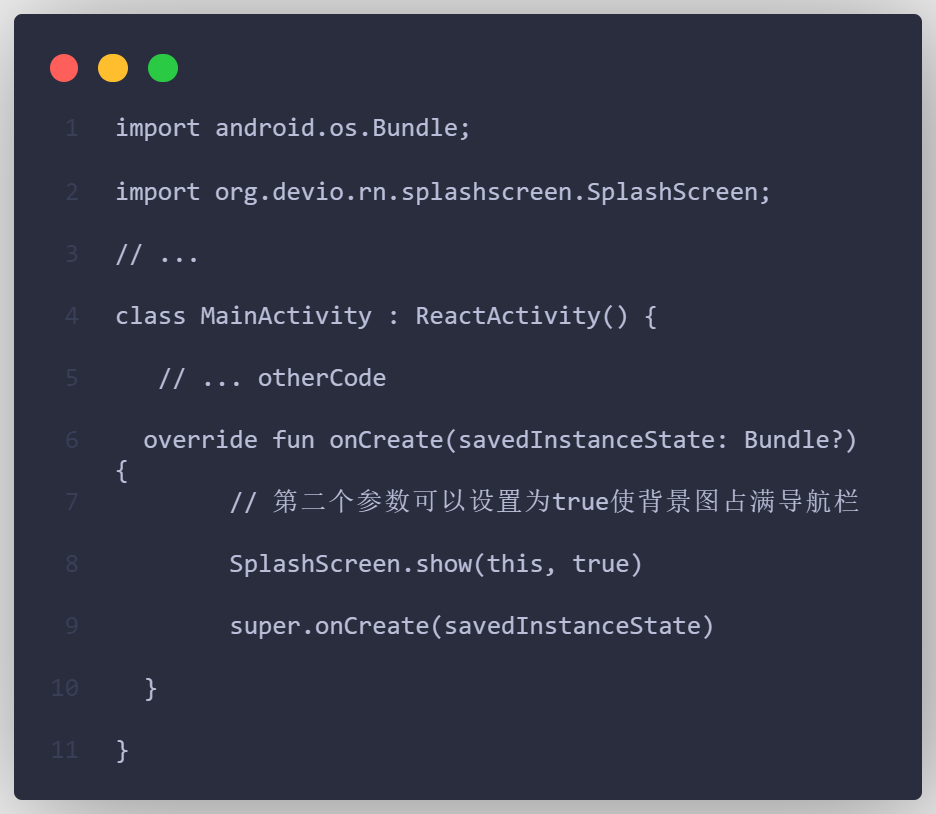 1 import android.os.Bundle;
2 import org.devio.rn.splashscreen.SplashScreen;
3 // ...
4 class MainActivity : ReactActivity() {
5    // ... otherCode
6   override fun onCreate(savedInstanceState: Bundle?)
{
7         // 第二个参数可以设置为true使背景图占满导航栏
8         SplashScreen.show(this, true)
9         super.onCreate(savedInstanceState)
10   }
11 }